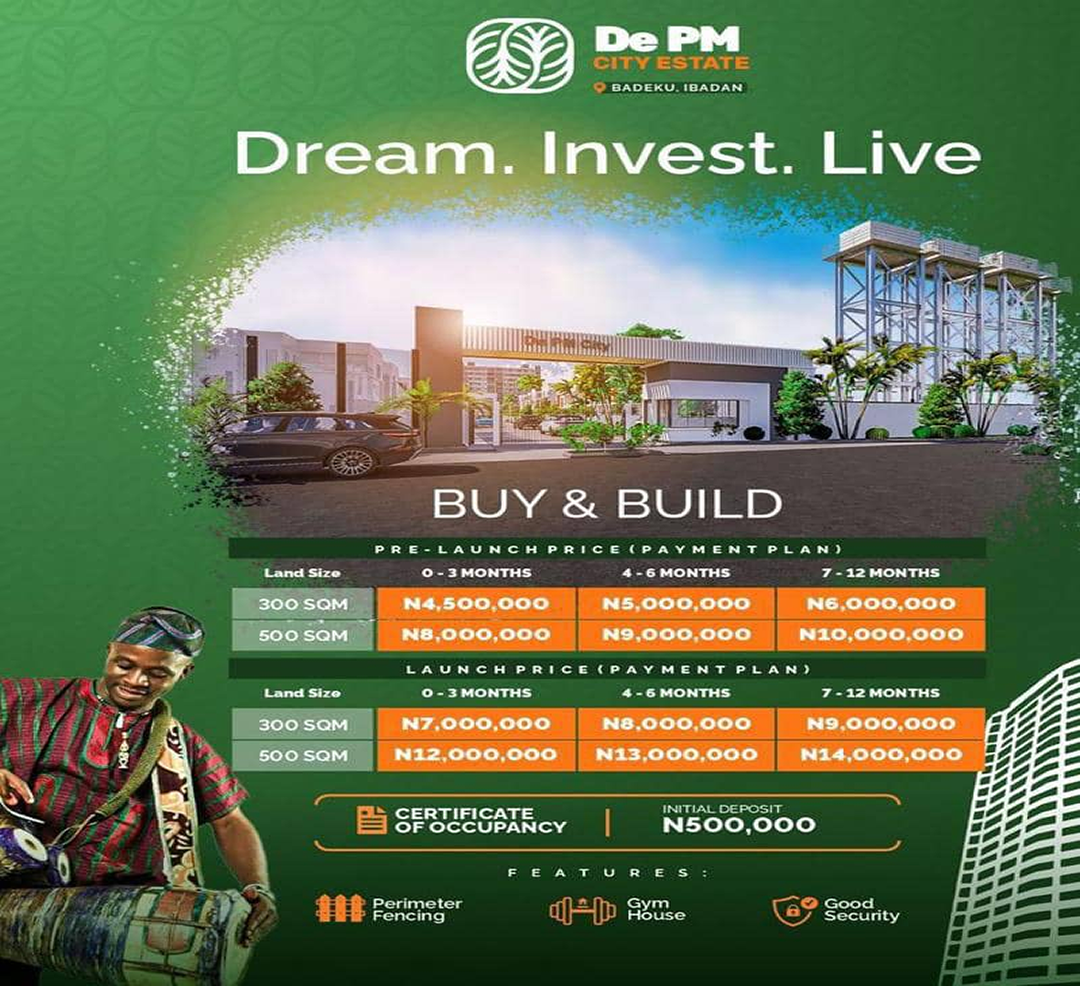 De PM
CITY ESTATE
BADEKU, IBADAN
Dream. Invest. Live
De PM City
BUY & BUILD
PRE-LAUNCH PRICE (PAYMENT PLAN)
Land Size 0 - 3 MONTHS 4 - 6 MONTHS 7 - 12 MONTHS
300 SQM N4,500,000 N5,000,000 N6,000,000
500 SQM N8,000,000 N9,000,000 N10,000,000
LAUNCH PRICE (PAYMENT PLAN)
Land Size 0 - 3 MONTHS 4 - 6 MONTHS 7 - 12 MONTHS
300 SQM N7,000,000 N8,000,000 N9,000,000
500 SQM N12,000,000 N13,000,000 N14,000,000
CERTIFICATE
OF OCCUPANCY
INITIAL DEPOSIT
N500,000
FEATURES:
Perimeter
Fencing
Gym
House
Good
Security